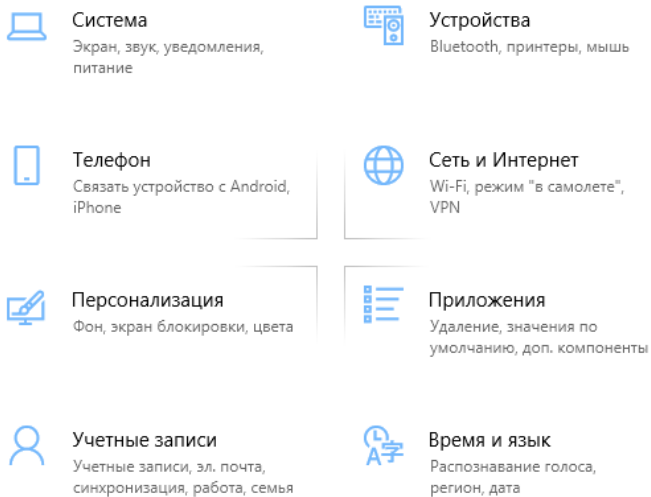 Система
Экран, звук, уведомления,
питание
Устройства
Bluetooth, принтеры, мышь
Телефон
Связать устройство с Android,
iPhone
Сеть и Интернет
Wi-Fi, режим "в самолете",
VPN
Персонализация
Фон, экран блокировки, цвета
Приложения
Удаление, значения по
умолчанию, доп. компоненты
Учетные записи
Учетные записи, эл. почта,
синхронизация, работа, семья
Время и язык
Распознавание голоса,
регион, дата